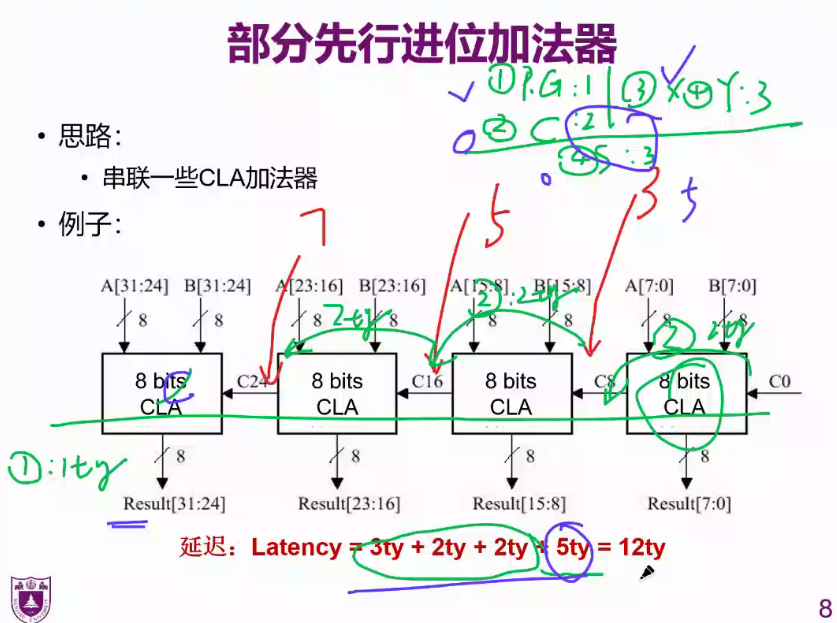 部分先行进位加法器
① P.G : 1 | ③ X⊕Y : 3
② C : 2
④ S : 3
• 思路：
• 串联一些CLA加法器
• 例子：
7 5 3 5
A[31:24] B[31:24] A[23:16] B[23:16] A[15:8] B[15:8] A[7:0] B[7:0]
8 8 8 8 8 8 8 8
2ty ②:2ty ② 2ty
8 bits CLA C24 8 bits CLA C16 8 bits CLA C8 8 bits CLA C0
①:1ty
8 8 8 8
Result[31:24] Result[23:16] Result[15:8] Result[7:0]
延迟：Latency = 3ty + 2ty + 2ty + 5ty = 12ty
8